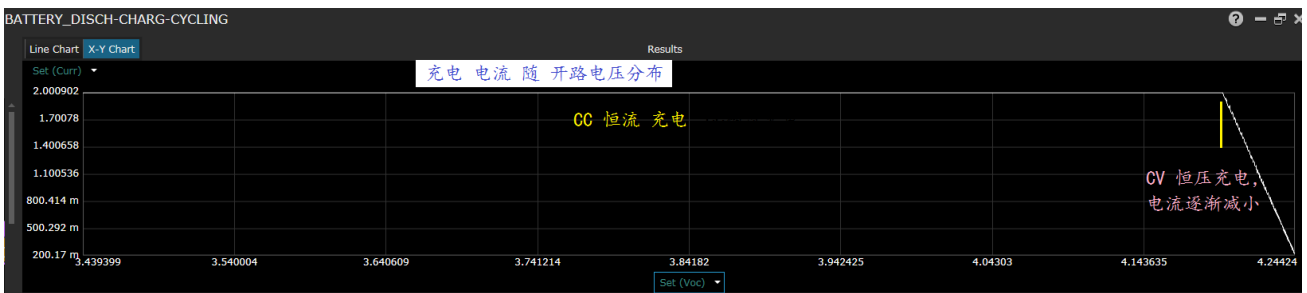 BATTERY_DISCH-CHARG-CYCLING
Line Chart X-Y Chart Results
Set (Curr)
充电 电流 随 开路电压分布
2.000902
CC 恒流 充电
1.70078
1.400658
1.100536
CV 恒压充电,
800.414 m
电流逐渐减小
500.292 m
200.17 m
3.439399 3.540004 3.640609 3.741214 3.84182 3.942425 4.04303 4.143635 4.24424
Set (Voc)